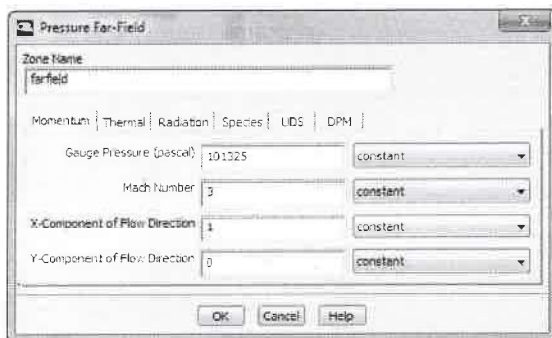 Pressure Far-Field
Zone Name
farfield
Momentum Thermal Radiation Species UDS DPM
Gauge Pressure (pascal) 101325 constant
Mach Number 3 constant
X-Component of Flow Direction 1 constant
Y-Component of Flow Direction 0 constant
OK Cancel Help